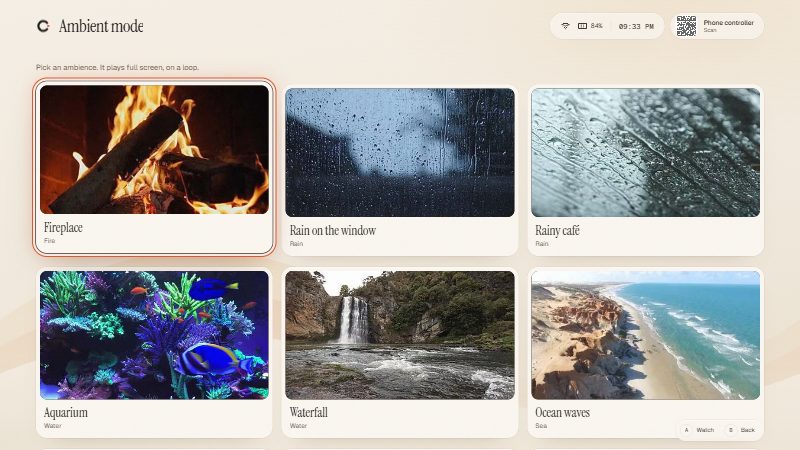 Ambient mode
84%
09:33 PM
Phone controller
Scan
Pick an ambience. It plays full screen, on a loop.
Fireplace
Fire
Rain on the window
Rain
Rainy café
Rain
Aquarium
Water
Waterfall
Water
Ocean waves
Sea
A Watch B Back